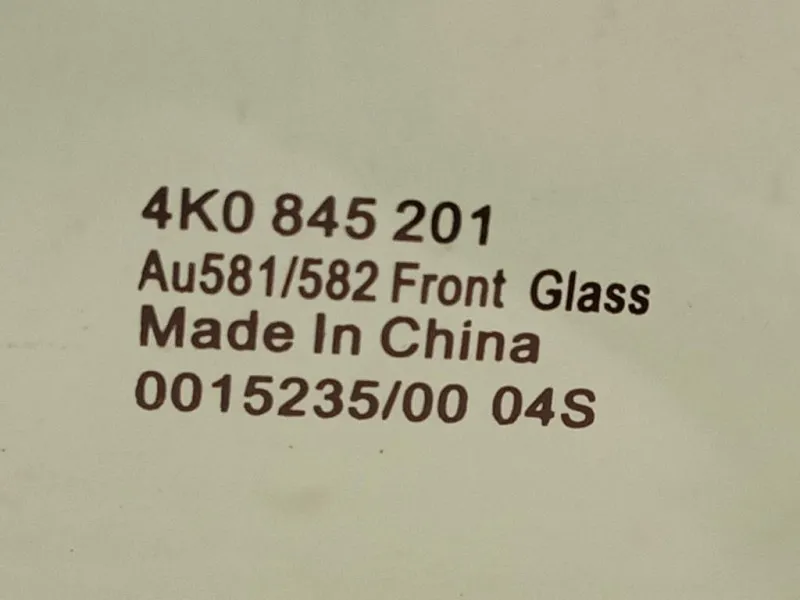 4K0 845 201
Au581/582 Front Glass
Made In China
0015235/00 04S